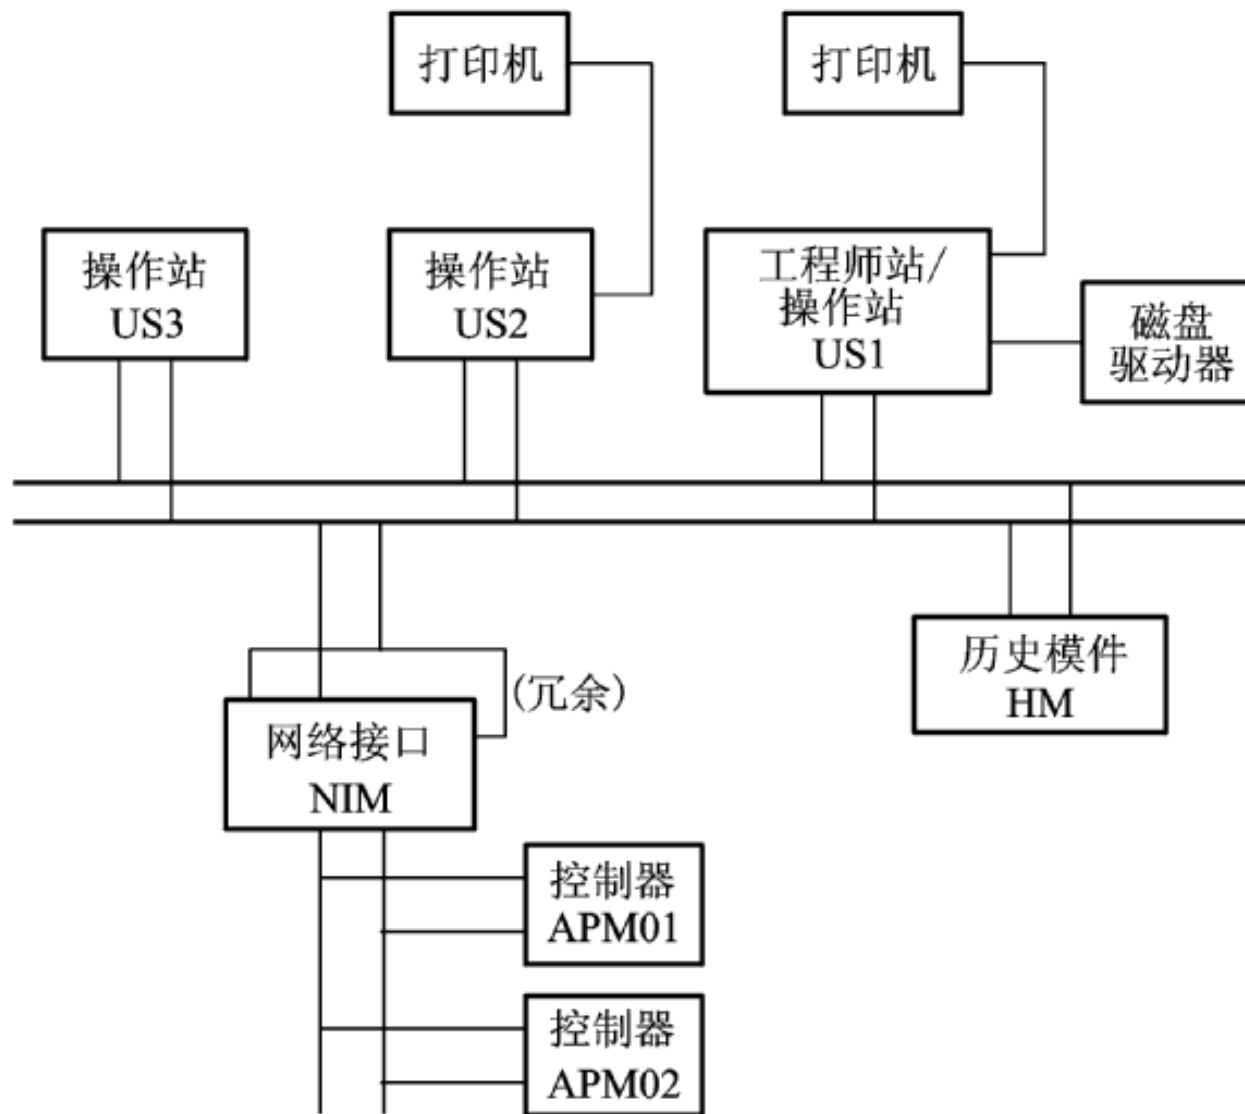 打印机
打印机
操作站
US3
操作站
US2
工程师站/
操作站
US1
磁盘
驱动器
(冗余)
历史模件
HM
网络接口
NIM
控制器
APM01
控制器
APM02